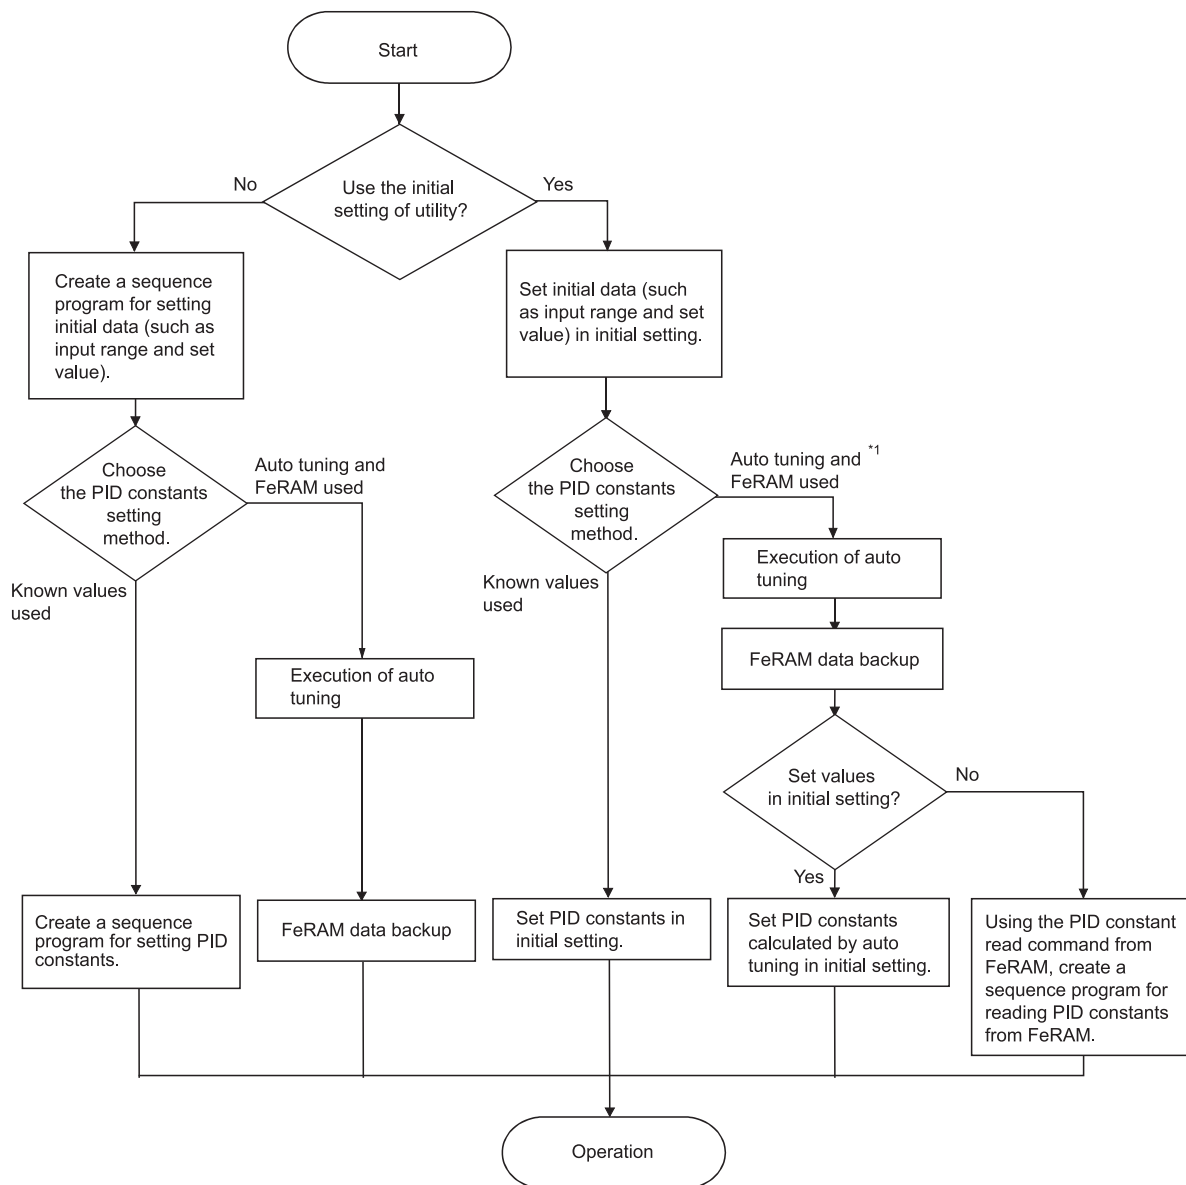 Start
Use the initial
setting of utility?
No
Yes
Create a sequence
program for setting
initial data (such as
input range and set
value).
Set initial data (such
as input range and set
value) in initial setting.
Choose
the PID constants
setting
method.
Auto tuning and
FeRAM used
Known values
used
Execution of auto
tuning
FeRAM data backup
Create a sequence
program for setting PID
constants.
Choose
the PID constants
setting
method.
Auto tuning and *1
FeRAM used
Known values
used
Execution of auto
tuning
FeRAM data backup
Set values
in initial setting?
No
Yes
Set PID constants in
initial setting.
Set PID constants
calculated by auto
tuning in initial setting.
Using the PID constant
read command from
FeRAM, create a
sequence program for
reading PID constants
from FeRAM.
Operation